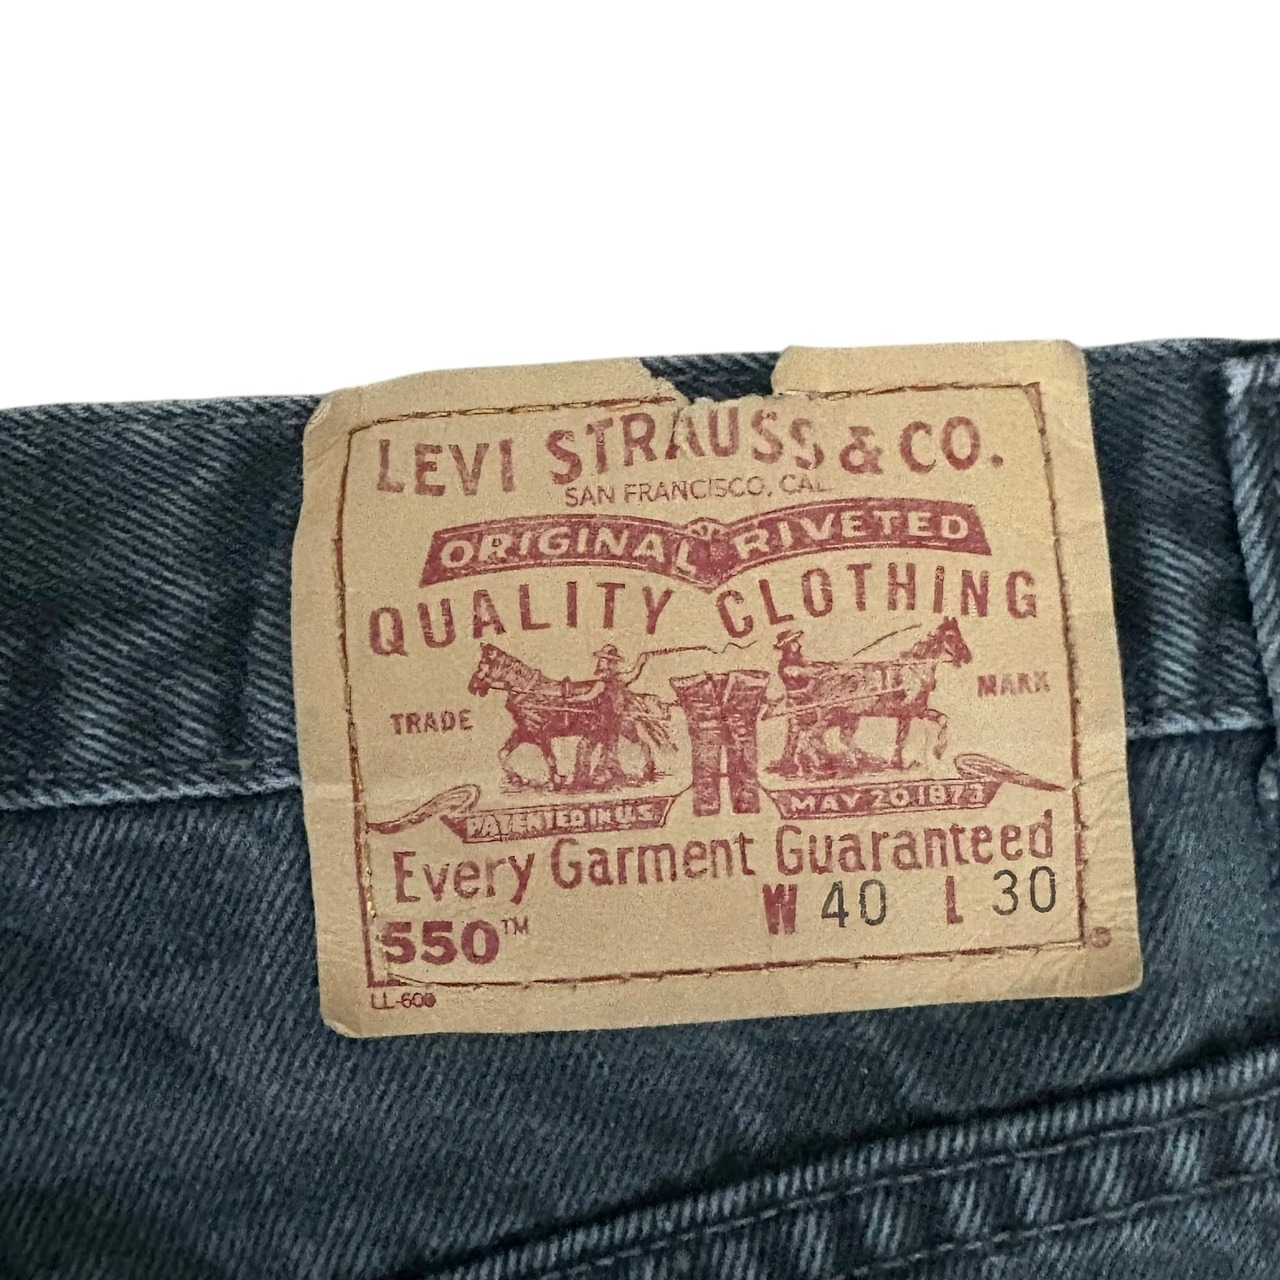 LEVI STRAUSS & CO.
SAN FRANCISCO, CAL
ORIGINAL RIVETED
QUALITY CLOTHING
TRADE MARK
PATENTED IN U.S. MAY 20 1873
Every Garment Guaranteed
W 40 L 30
550™
®